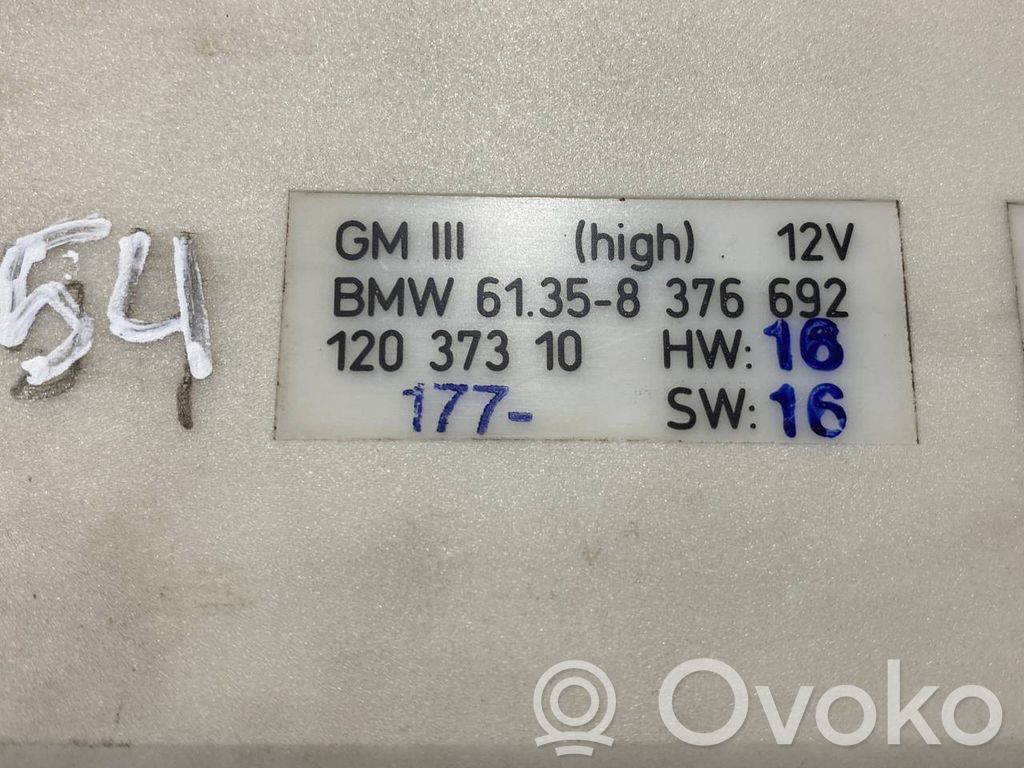 54
GM III (high) 12V
BMW 61.35-8 376 692
120 373 10 HW: 16
177- SW: 16
Ovoko